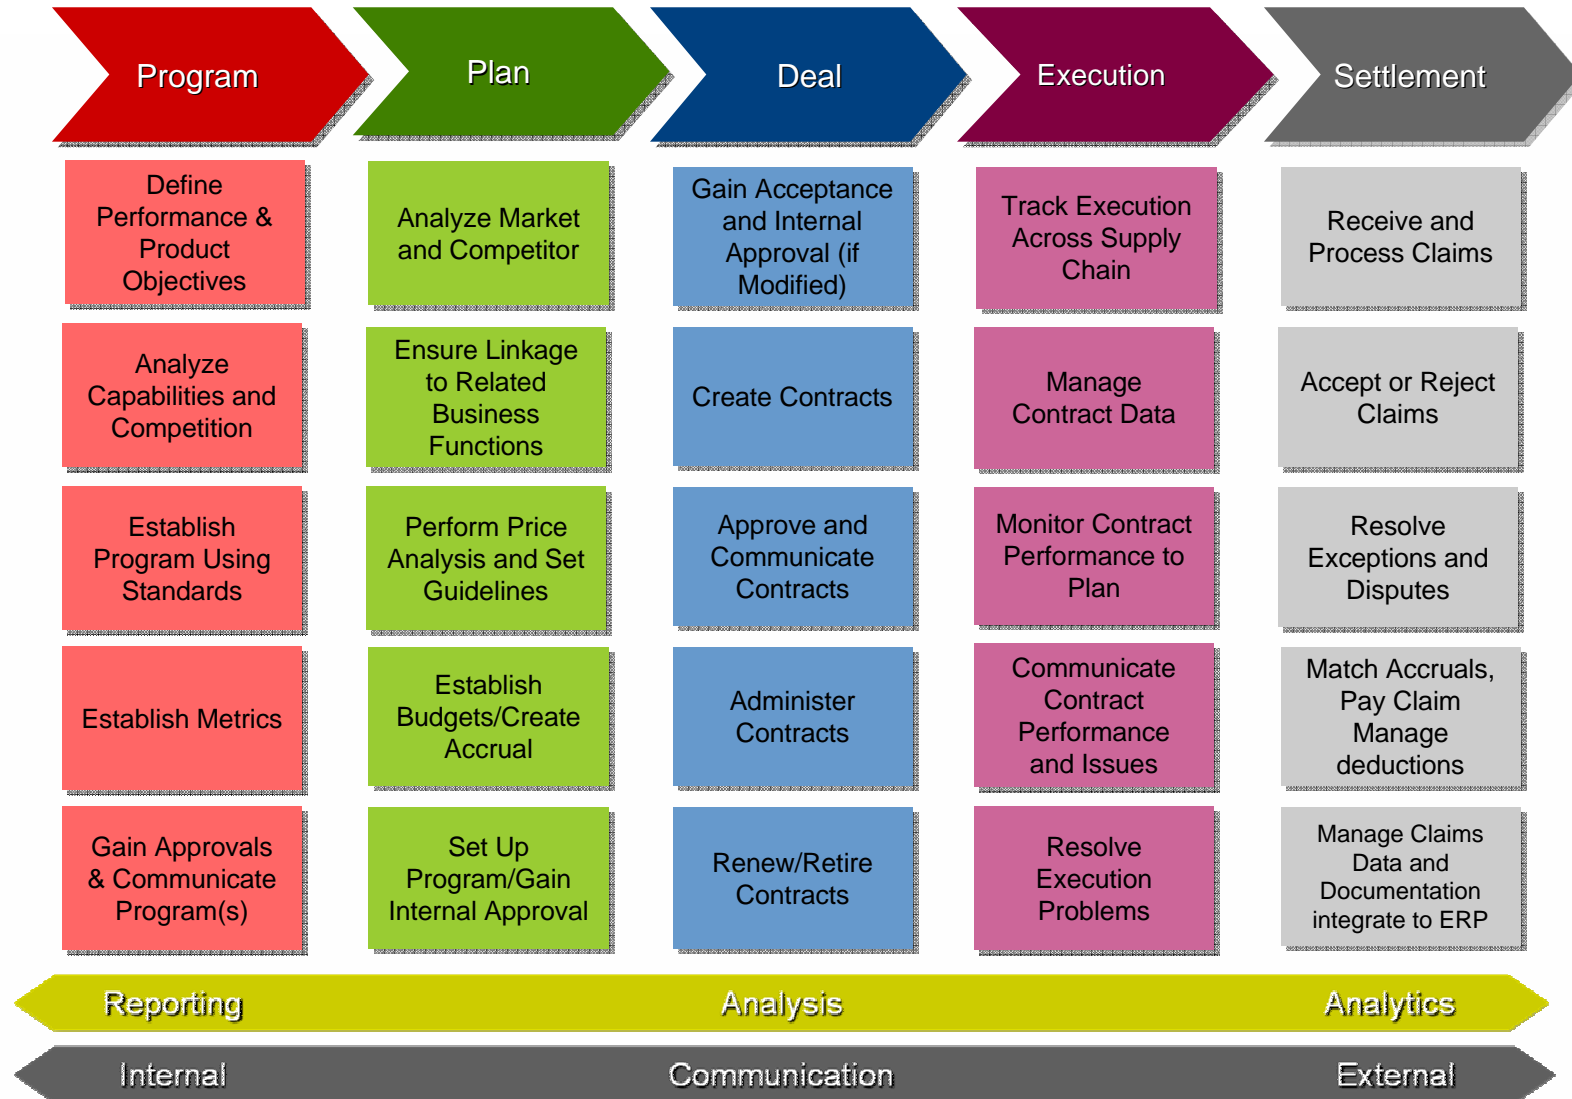 Program
Plan
Deal
Execution
Settlement
Define
Performance &
Product
Objectives
Analyze Market
and Competitor
Gain Acceptance
and Internal
Approval (if
Modified)
Track Execution
Across Supply
Chain
Receive and
Process Claims
Analyze
Capabilities and
Competition
Ensure Linkage
to Related
Business
Functions
Create Contracts
Manage
Contract Data
Accept or Reject
Claims
Establish
Program Using
Standards
Perform Price
Analysis and Set
Guidelines
Approve and
Communicate
Contracts
Monitor Contract
Performance to
Plan
Resolve
Exceptions and
Disputes
Establish Metrics
Establish
Budgets/Create
Accrual
Administer
Contracts
Communicate
Contract
Performance
and Issues
Match Accruals,
Pay Claim
Manage
deductions
Gain Approvals
& Communicate
Program(s)
Set Up
Program/Gain
Internal Approval
Renew/Retire
Contracts
Resolve
Execution
Problems
Manage Claims
Data and
Documentation
integrate to ERP
Reporting
Analysis
Analytics
Internal
Communication
External